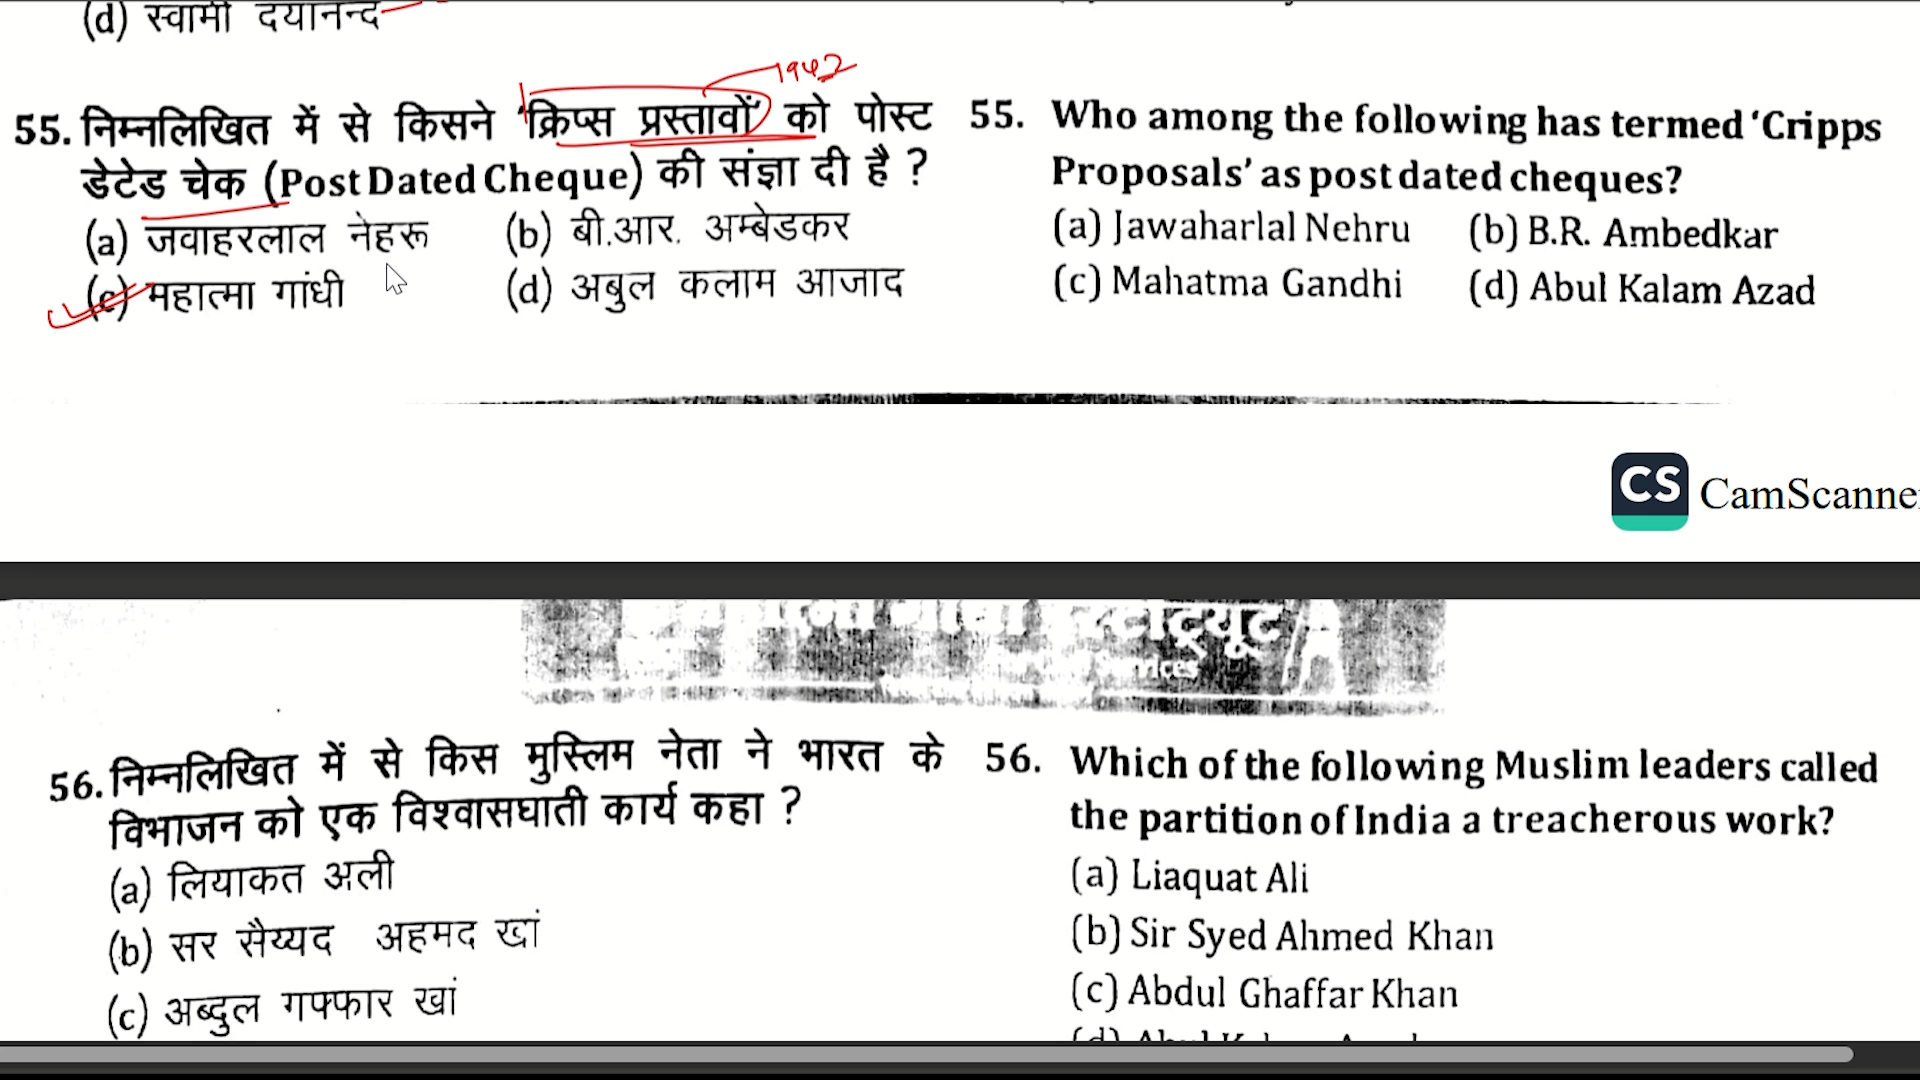 (d) स्वामी दयानन्द
1942
55. निम्नलिखित में से किसने 'क्रिप्स प्रस्तावों' को पोस्ट
डेटेड चेक (Post Dated Cheque) की संज्ञा दी है ?
(a) जवाहरलाल नेहरू (b) बी.आर. अम्बेडकर
(c) महात्मा गांधी (d) अबुल कलाम आजाद
55. Who among the following has termed 'Cripps
Proposals' as post dated cheques?
(a) Jawaharlal Nehru (b) B.R. Ambedkar
(c) Mahatma Gandhi (d) Abul Kalam Azad
CS CamScanner
56. निम्नलिखित में से किस मुस्लिम नेता ने भारत के
विभाजन को एक विश्वासघाती कार्य कहा ?
(a) लियाकत अली
(b) सर सैय्यद अहमद खां
(c) अब्दुल गफ्फार खां
56. Which of the following Muslim leaders called
the partition of India a treacherous work?
(a) Liaquat Ali
(b) Sir Syed Ahmed Khan
(c) Abdul Ghaffar Khan